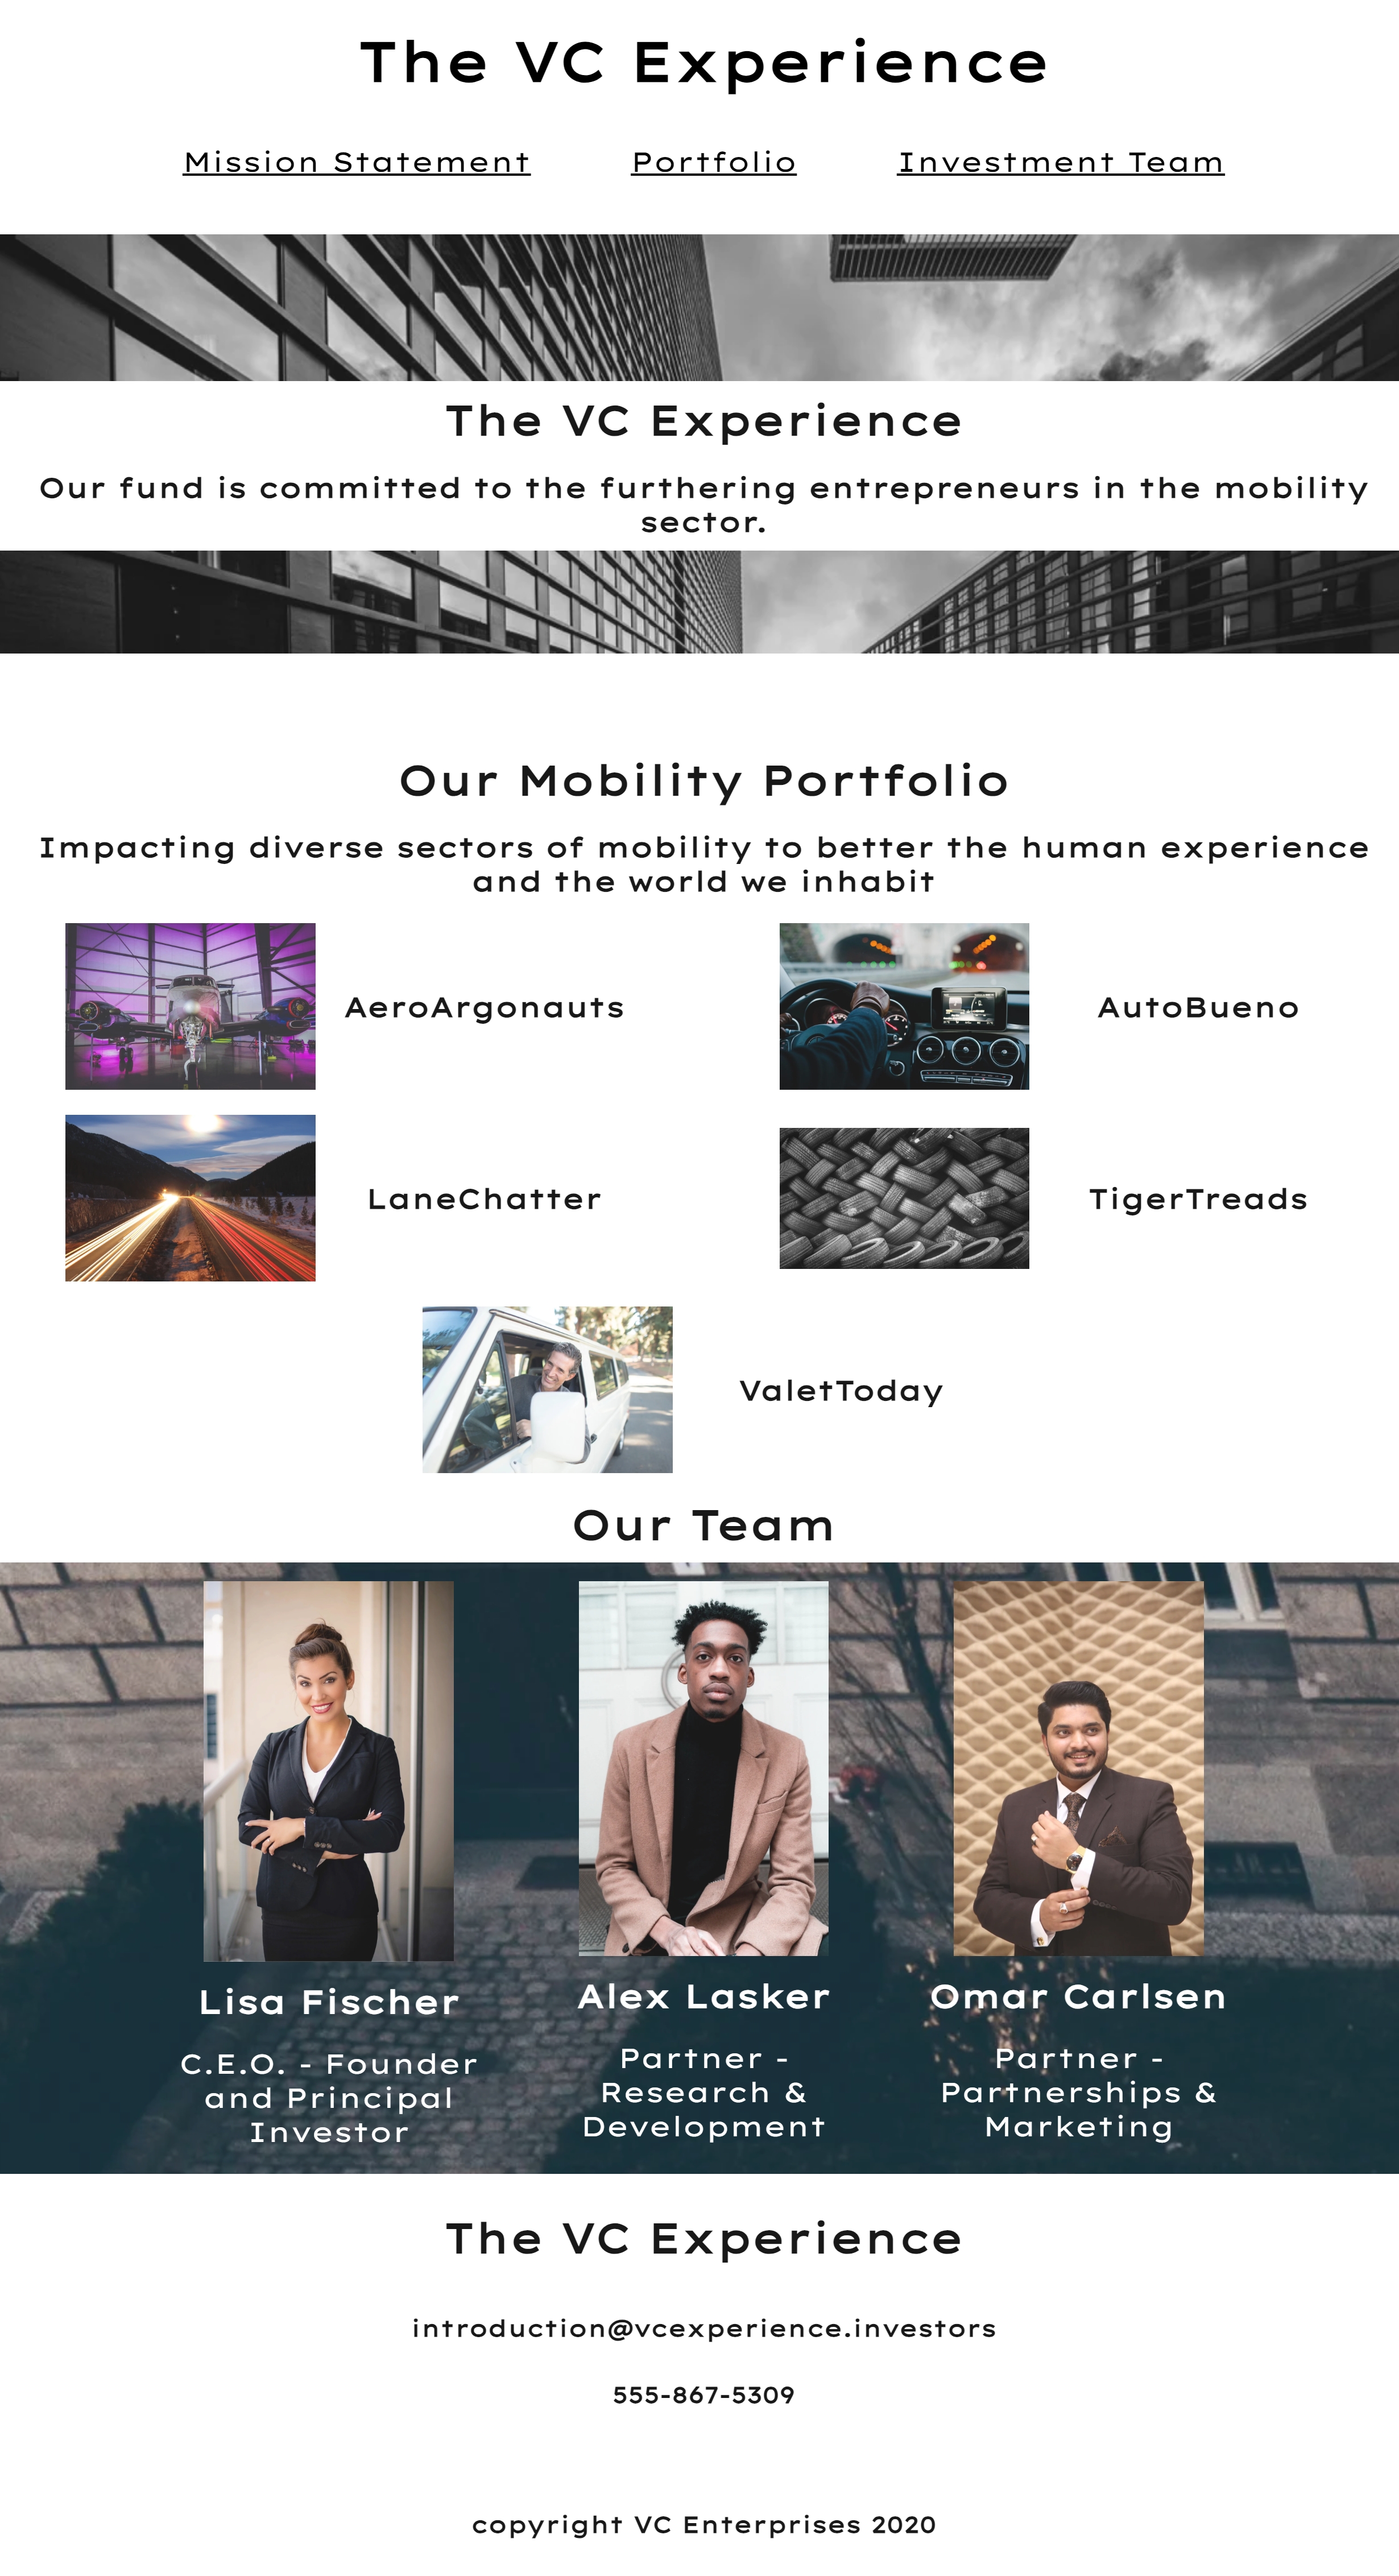 The VC Experience
Mission Statement
Portfolio
Investment Team
The VC Experience
Our fund is committed to the furthering entrepreneurs in the mobility
sector.
Our Mobility Portfolio
Impacting diverse sectors of mobility to better the human experience
and the world we inhabit
AeroArgonauts
AutoBueno
LaneChatter
TigerTreads
ValetToday
Our Team
Lisa Fischer
C.E.O. - Founder
and Principal
Investor
Alex Lasker
Partner -
Research &
Development
Omar Carlsen
Partner -
Partnerships &
Marketing
The VC Experience
introduction@vcexperience.investors
555-867-5309
copyright VC Enterprises 2020